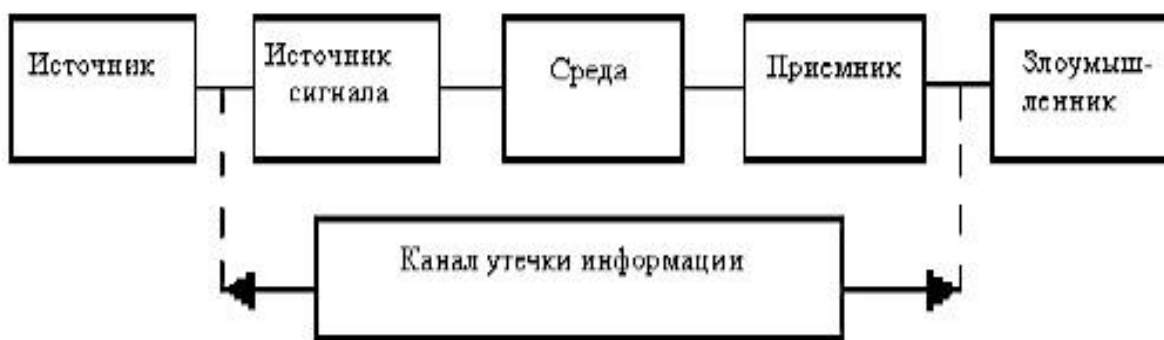 Источник
Источник
сигнала
Среда
Приемник
Злоумыш-
ленник
Канал утечки информации